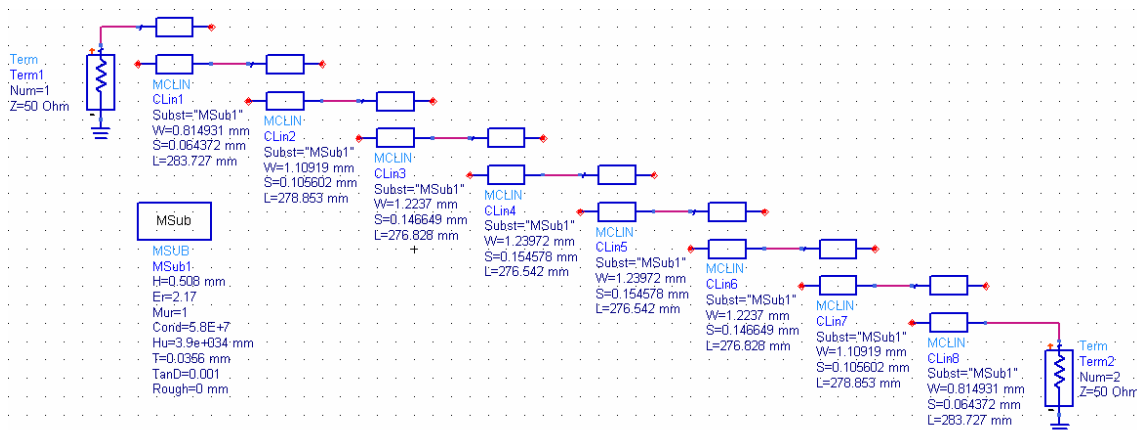 Term
Term1
Num=1
Z=50 Ohm
MCLIN
CLin1
Subst="MSub1"
W=0.814931 mm
S=0.064372 mm
L=283.727 mm
MCLIN
CLin2
Subst="MSub1"
W=1.10919 mm
S=0.105602 mm
L=278.853 mm
MCLIN
CLin3
Subst="MSub1"
W=1.2237 mm
S=0.146649 mm
L=276.828 mm
MCLIN
CLin4
Subst="MSub1"
W=1.23972 mm
S=0.154578 mm
L=276.542 mm
MCLIN
CLin5
Subst="MSub1"
W=1.23972 mm
S=0.154578 mm
L=276.542 mm
MCLIN
CLin6
Subst="MSub1"
W=1.2237 mm
S=0.146649 mm
L=276.828 mm
MCLIN
CLin7
Subst="MSub1"
W=1.10919 mm
S=0.105602 mm
L=278.853 mm
MCLIN
CLin8
Subst="MSub1"
W=0.814931 mm
S=0.064372 mm
L=283.727 mm
Term
Term2
Num=2
Z=50 Ohm
MSub
MSUB
MSub1
H=0.508 mm
Er=2.17
Mur=1
Cond=5.8E+7
Hu=3.9e+034 mm
T=0.0356 mm
TanD=0.001
Rough=0 mm